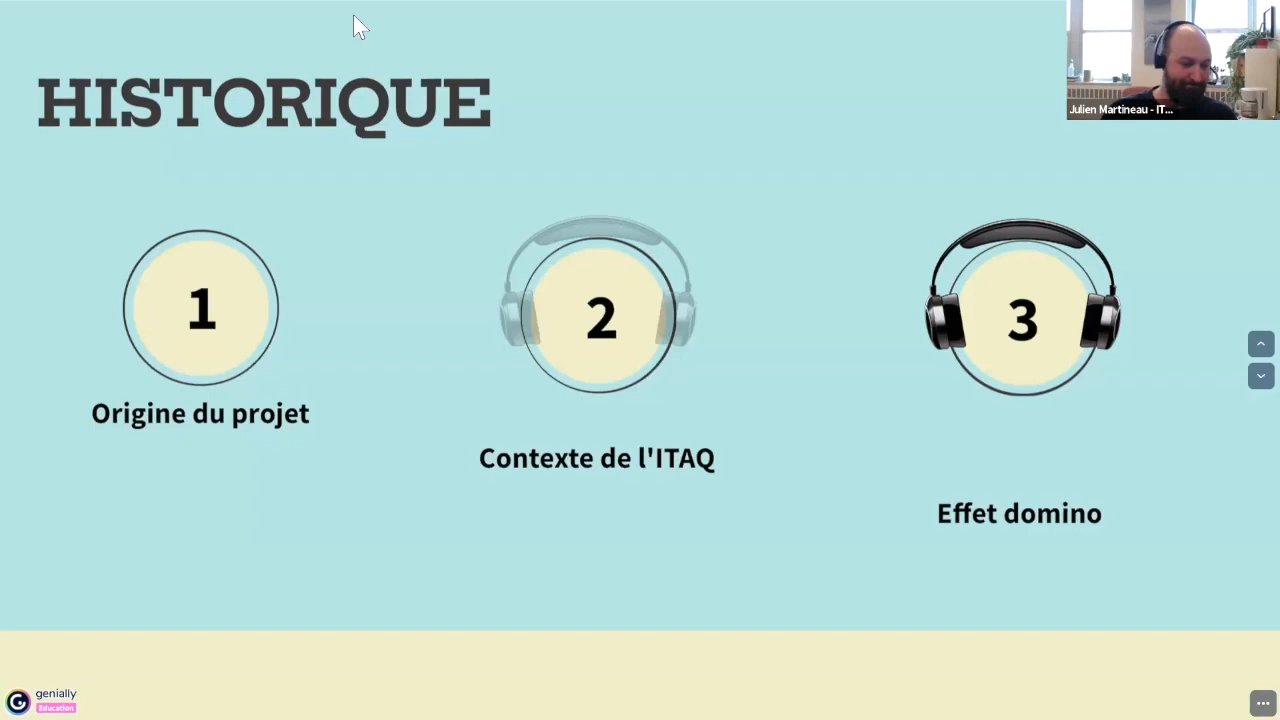 HISTORIQUE
Julien Martineau - IT...
1
2
3
Origine du projet
Contexte de l'ITAQ
Effet domino
genially
Education